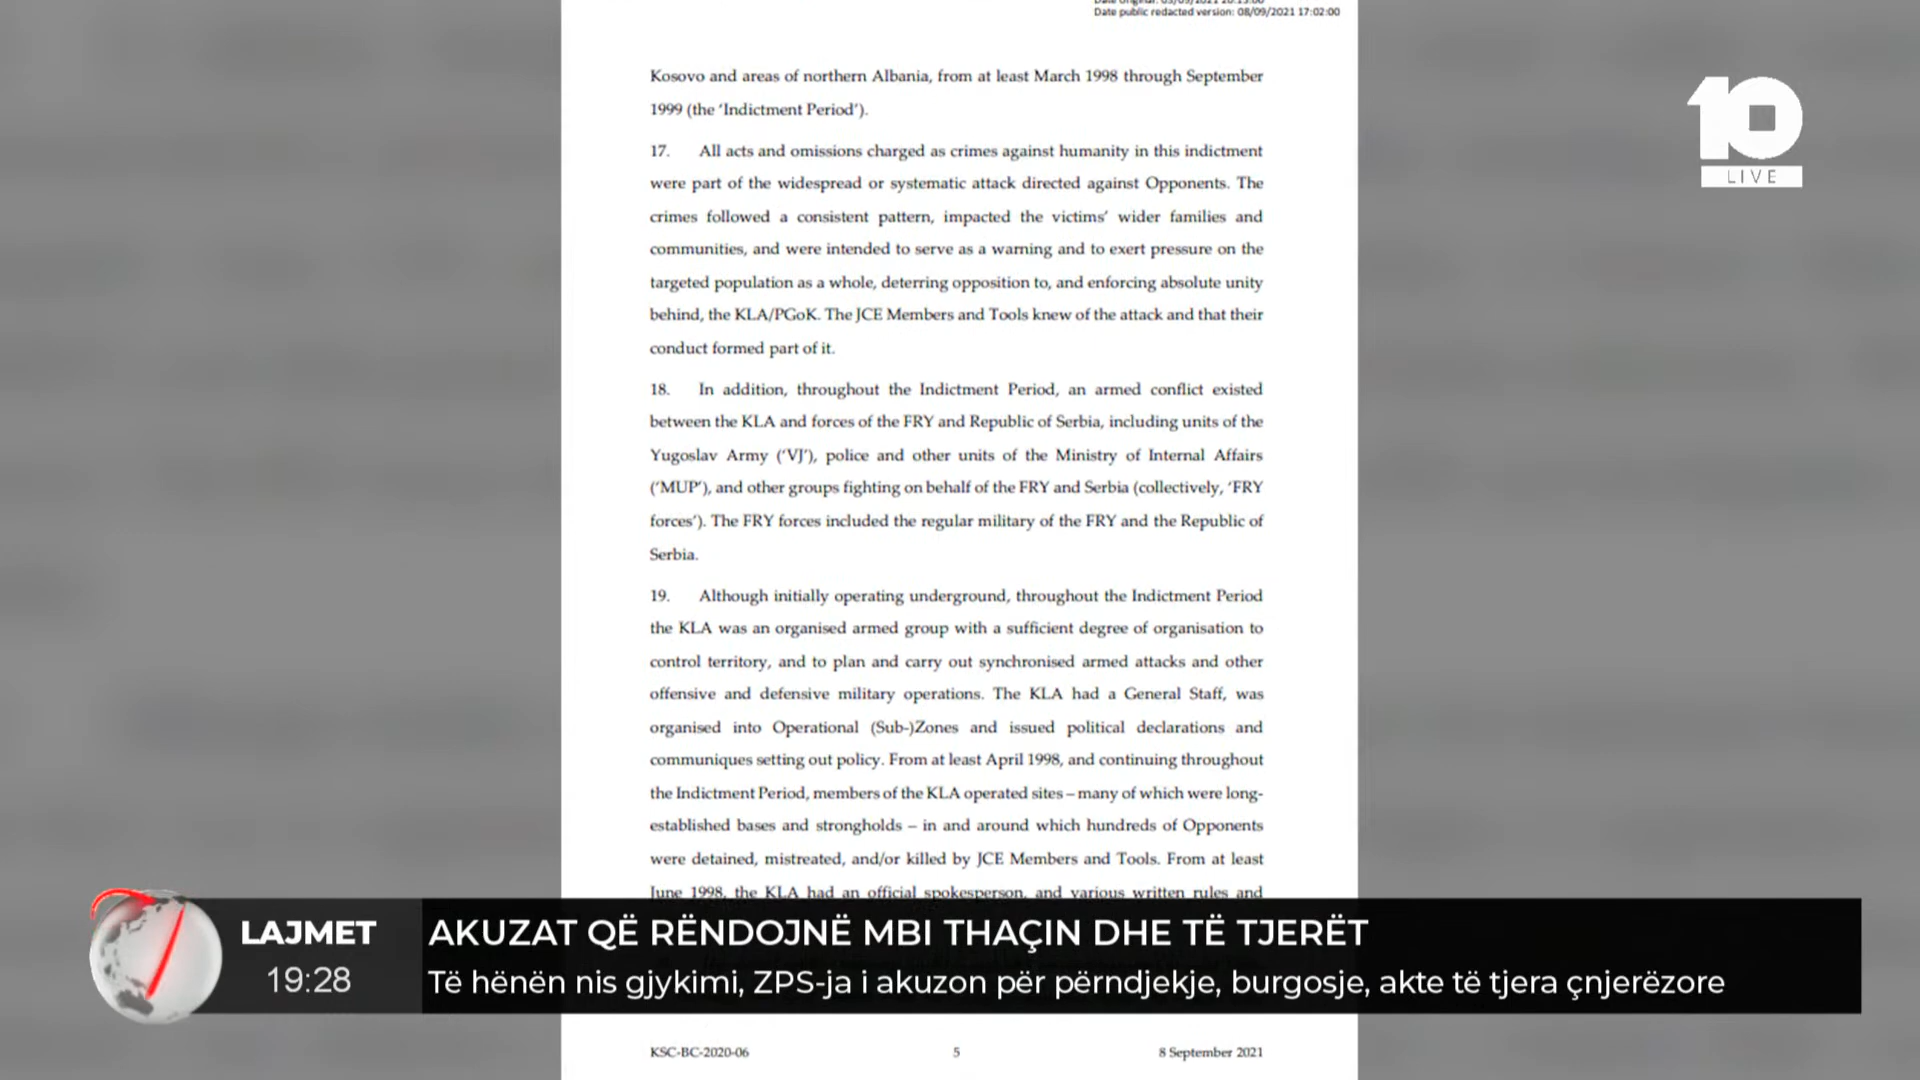 Date public redacted version: 08/09/2021 17:02:00
Kosovo and areas of northern Albania, from at least March 1998 through September
1999 (the ‘Indictment Period’).
17. All acts and omissions charged as crimes against humanity in this indictment
were part of the widespread or systematic attack directed against Opponents. The
crimes followed a consistent pattern, impacted the victims’ wider families and
communities, and were intended to serve as a warning and to exert pressure on the
targeted population as a whole, deterring opposition to, and enforcing absolute unity
behind, the KLA/PGoK. The JCE Members and Tools knew of the attack and that their
conduct formed part of it.
18. In addition, throughout the Indictment Period, an armed conflict existed
between the KLA and forces of the FRY and Republic of Serbia, including units of the
Yugoslav Army (‘VJ’), police and other units of the Ministry of Internal Affairs
(‘MUP’), and other groups fighting on behalf of the FRY and Serbia (collectively, ‘FRY
forces’). The FRY forces included the regular military of the FRY and the Republic of
Serbia.
19. Although initially operating underground, throughout the Indictment Period
the KLA was an organised armed group with a sufficient degree of organisation to
control territory, and to plan and carry out synchronised armed attacks and other
offensive and defensive military operations. The KLA had a General Staff, was
organised into Operational (Sub-)Zones and issued political declarations and
communiques setting out policy. From at least April 1998, and continuing throughout
the Indictment Period, members of the KLA operated sites – many of which were long-
established bases and strongholds – in and around which hundreds of Opponents
were detained, mistreated, and/or killed by JCE Members and Tools. From at least
June 1998, the KLA had an official spokesperson, and various written rules and
KSC-BC-2020-06 5 8 September 2021
10
LIVE
LAJMET
19:28
AKUZAT QË RËNDOJNË MBI THAÇIN DHE TË TJERËT
Të hënën nis gjykimi, ZPS-ja i akuzon për përndjekje, burgosje, akte të tjera çnjerëzore